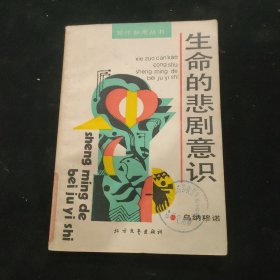 写作参考丛书
xie zuo can kao
cong shu
sheng ming de
bei ju yi shi
生命的悲剧意识
sheng ming de
bei ju yi shi
乌纳穆诺
北方文艺出版社